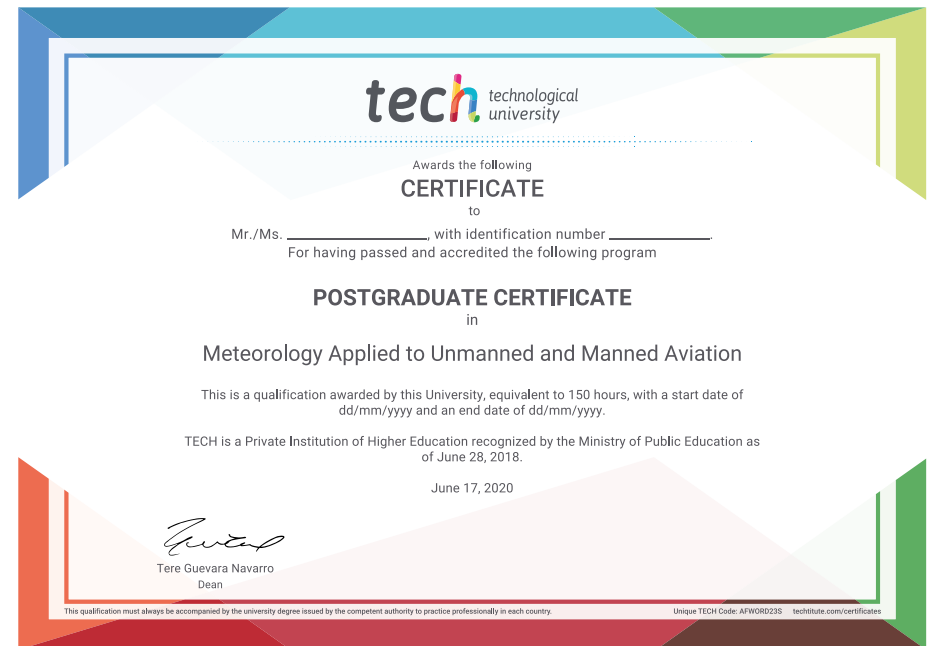 tech technological
university
Awards the following
CERTIFICATE
to
Mr./Ms. __________________, with identification number _____________.
For having passed and accredited the following program
POSTGRADUATE CERTIFICATE
in
Meteorology Applied to Unmanned and Manned Aviation
This is a qualification awarded by this University, equivalent to 150 hours, with a start date of
dd/mm/yyyy and an end date of dd/mm/yyyy.
TECH is a Private Institution of Higher Education recognized by the Ministry of Public Education as
of June 28, 2018.
June 17, 2020
Tere Guevara Navarro
Dean
This qualification must always be accompanied by the university degree issued by the competent authority to practice professionally in each country. Unique TECH Code: AFWORD23S techtitute.com/certificates